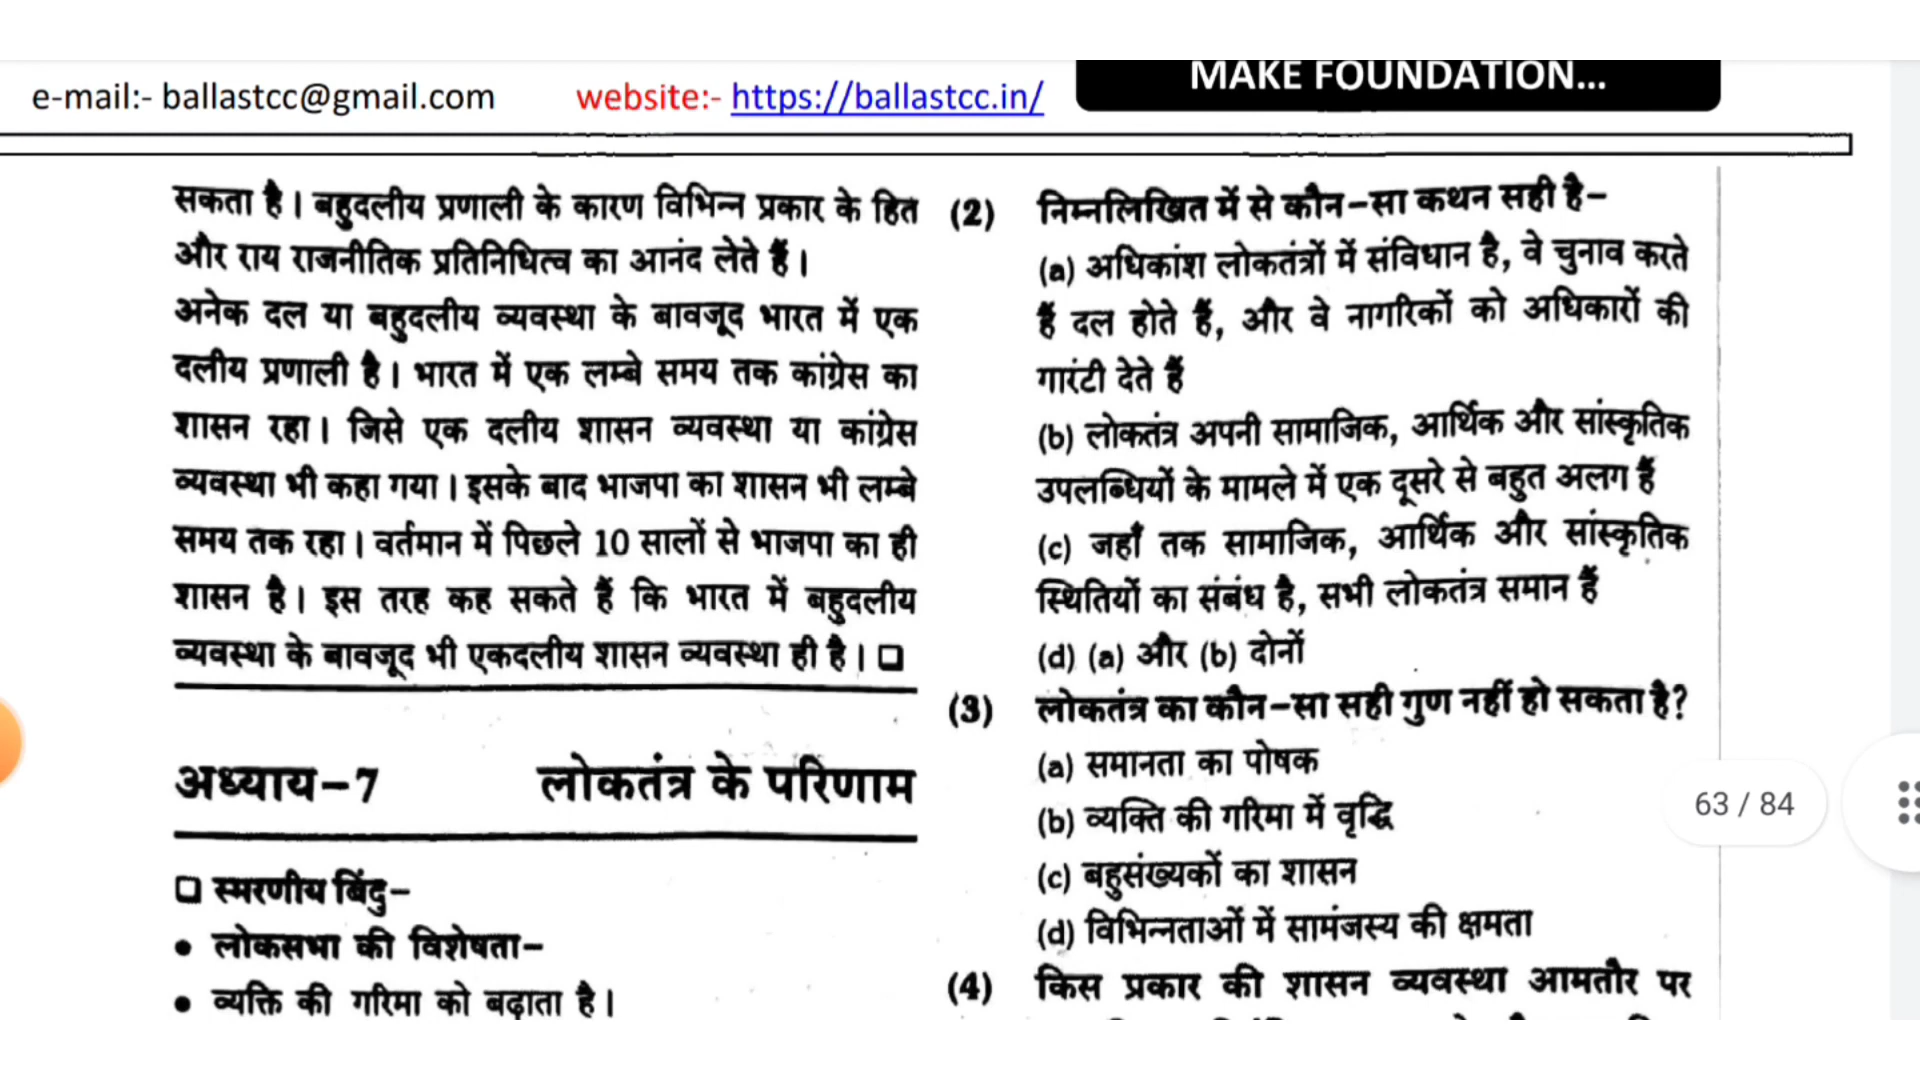 e-mail:- ballastcc@gmail.com
website:- https://ballastcc.in/
MAKE FOUNDATION...
सकता है। बहुदलीय प्रणाली के कारण विभिन्न प्रकार के हित
और राय राजनीतिक प्रतिनिधित्व का आनंद लेते हैं।
अनेक दल या बहुदलीय व्यवस्था के बावजूद भारत में एक
दलीय प्रणाली है। भारत में एक लम्बे समय तक कांग्रेस का
शासन रहा। जिसे एक दलीय शासन व्यवस्था या कांग्रेस
व्यवस्था भी कहा गया। इसके बाद भाजपा का शासन भी लम्बे
समय तक रहा। वर्तमान में पिछले 10 सालों से भाजपा का ही
शासन है। इस तरह कह सकते हैं कि भारत में बहुदलीय
व्यवस्था के बावजूद भी एकदलीय शासन व्यवस्था ही है। □
अध्याय-7 लोकतंत्र के परिणाम
□ स्मरणीय बिंदु-
• लोकसभा की विशेषता-
• व्यक्ति की गरिमा को बढ़ाता है।
(2) निम्नलिखित में से कौन-सा कथन सही है-
(a) अधिकांश लोकतंत्रों में संविधान है, वे चुनाव करते
हैं दल होते हैं, और वे नागरिकों को अधिकारों की
गारंटी देते हैं
(b) लोकतंत्र अपनी सामाजिक, आर्थिक और सांस्कृतिक
उपलब्धियों के मामले में एक दूसरे से बहुत अलग हैं
(c) जहाँ तक सामाजिक, आर्थिक और सांस्कृतिक
स्थितियों का संबंध है, सभी लोकतंत्र समान हैं
(d) (a) और (b) दोनों
(3) लोकतंत्र का कौन-सा सही गुण नहीं हो सकता है?
(a) समानता का पोषक
(b) व्यक्ति की गरिमा में वृद्धि
(c) बहुसंख्यकों का शासन
(d) विभिन्नताओं में सामंजस्य की क्षमता
(4) किस प्रकार की शासन व्यवस्था आमतौर पर
63 / 84